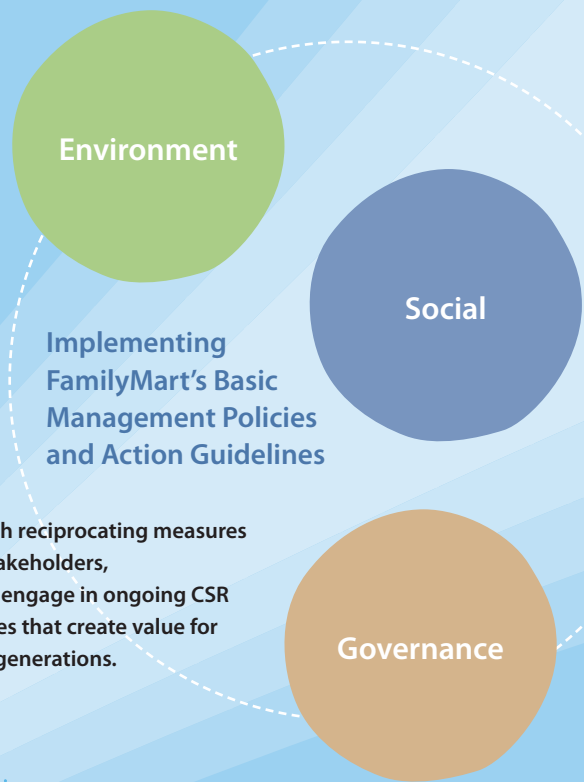 Environment
Social
Implementing
FamilyMart's Basic
Management Policies
and Action Guidelines
reciprocating measures
engage in ongoing CSR
that create value for
generations.
Governance